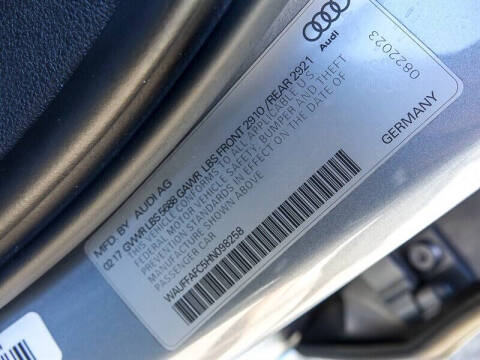 Audi
MFD. BY AUDI AG
0822023
02 17 GVWR LBS 5688 GAWR LBS FRONT 2910 / REAR 2921
THIS VEHICLE CONFORMS TO ALL APPLICABLE U.S.
FEDERAL MOTOR VEHICLE SAFETY, BUMPER, AND THEFT
PREVENTION STANDARDS IN EFFECT ON THE DATE OF
MANUFACTURE SHOWN ABOVE
PASSENGER CAR
WAUFFAFC5HN098258
GERMANY